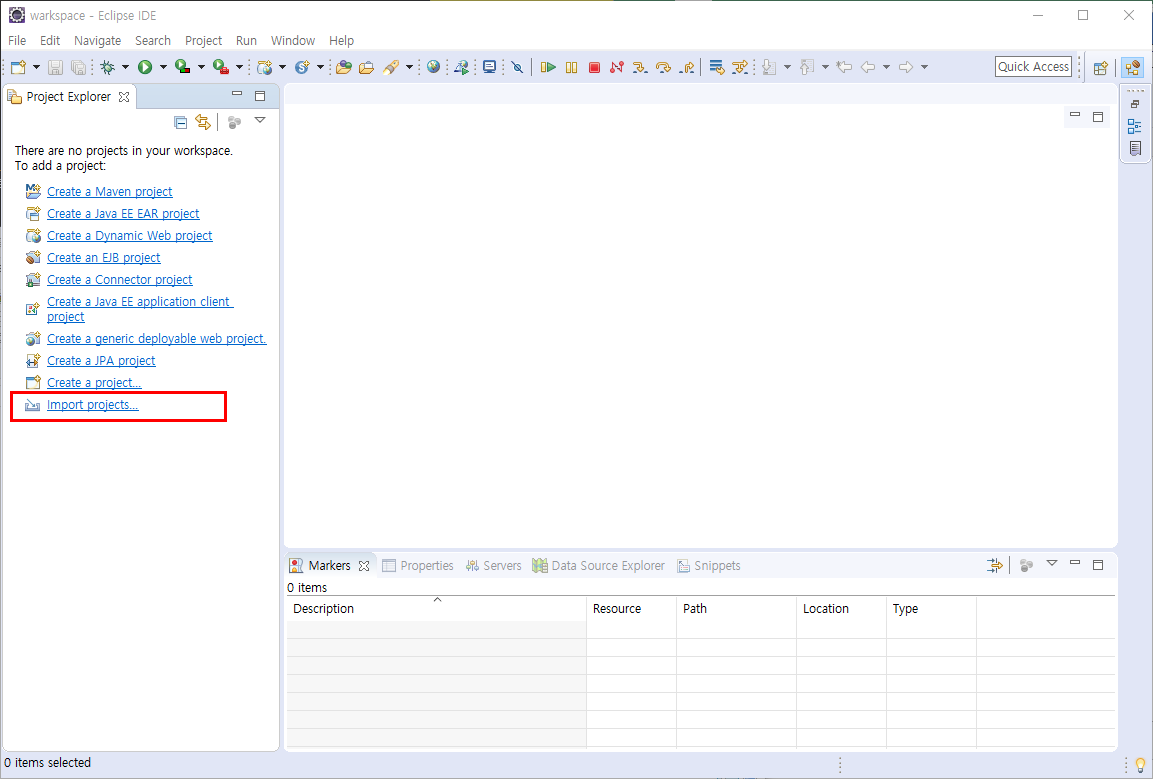 warkspace - Eclipse IDE
File Edit Navigate Search Project Run Window Help
Quick Access
Project Explorer
There are no projects in your workspace.
To add a project:
Create a Maven project
Create a Java EE EAR project
Create a Dynamic Web project
Create an EJB project
Create a Connector project
Create a Java EE application client
project
Create a generic deployable web project.
Create a JPA project
Create a project...
Import projects...
Markers Properties Servers Data Source Explorer Snippets
0 items
Description Resource Path Location Type
0 items selected